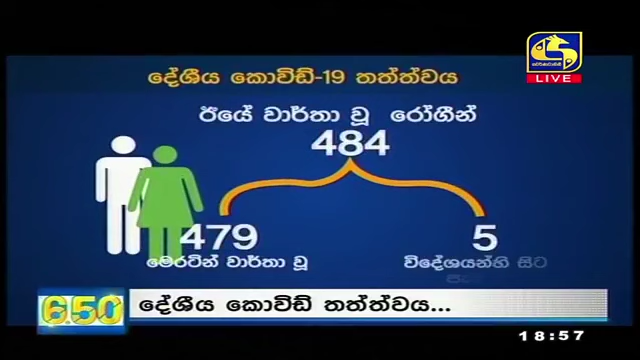 LIVE
දේශීය කොවිඩ්-19 තත්ත්වය
ඊයේ වාර්තා වූ රෝගීන්
484
479
5
මෙරටින් වාර්තා වූ
විදේශයන්හි සිට
6.50
දේශීය කොවිඩ් තත්ත්වය...
18:57